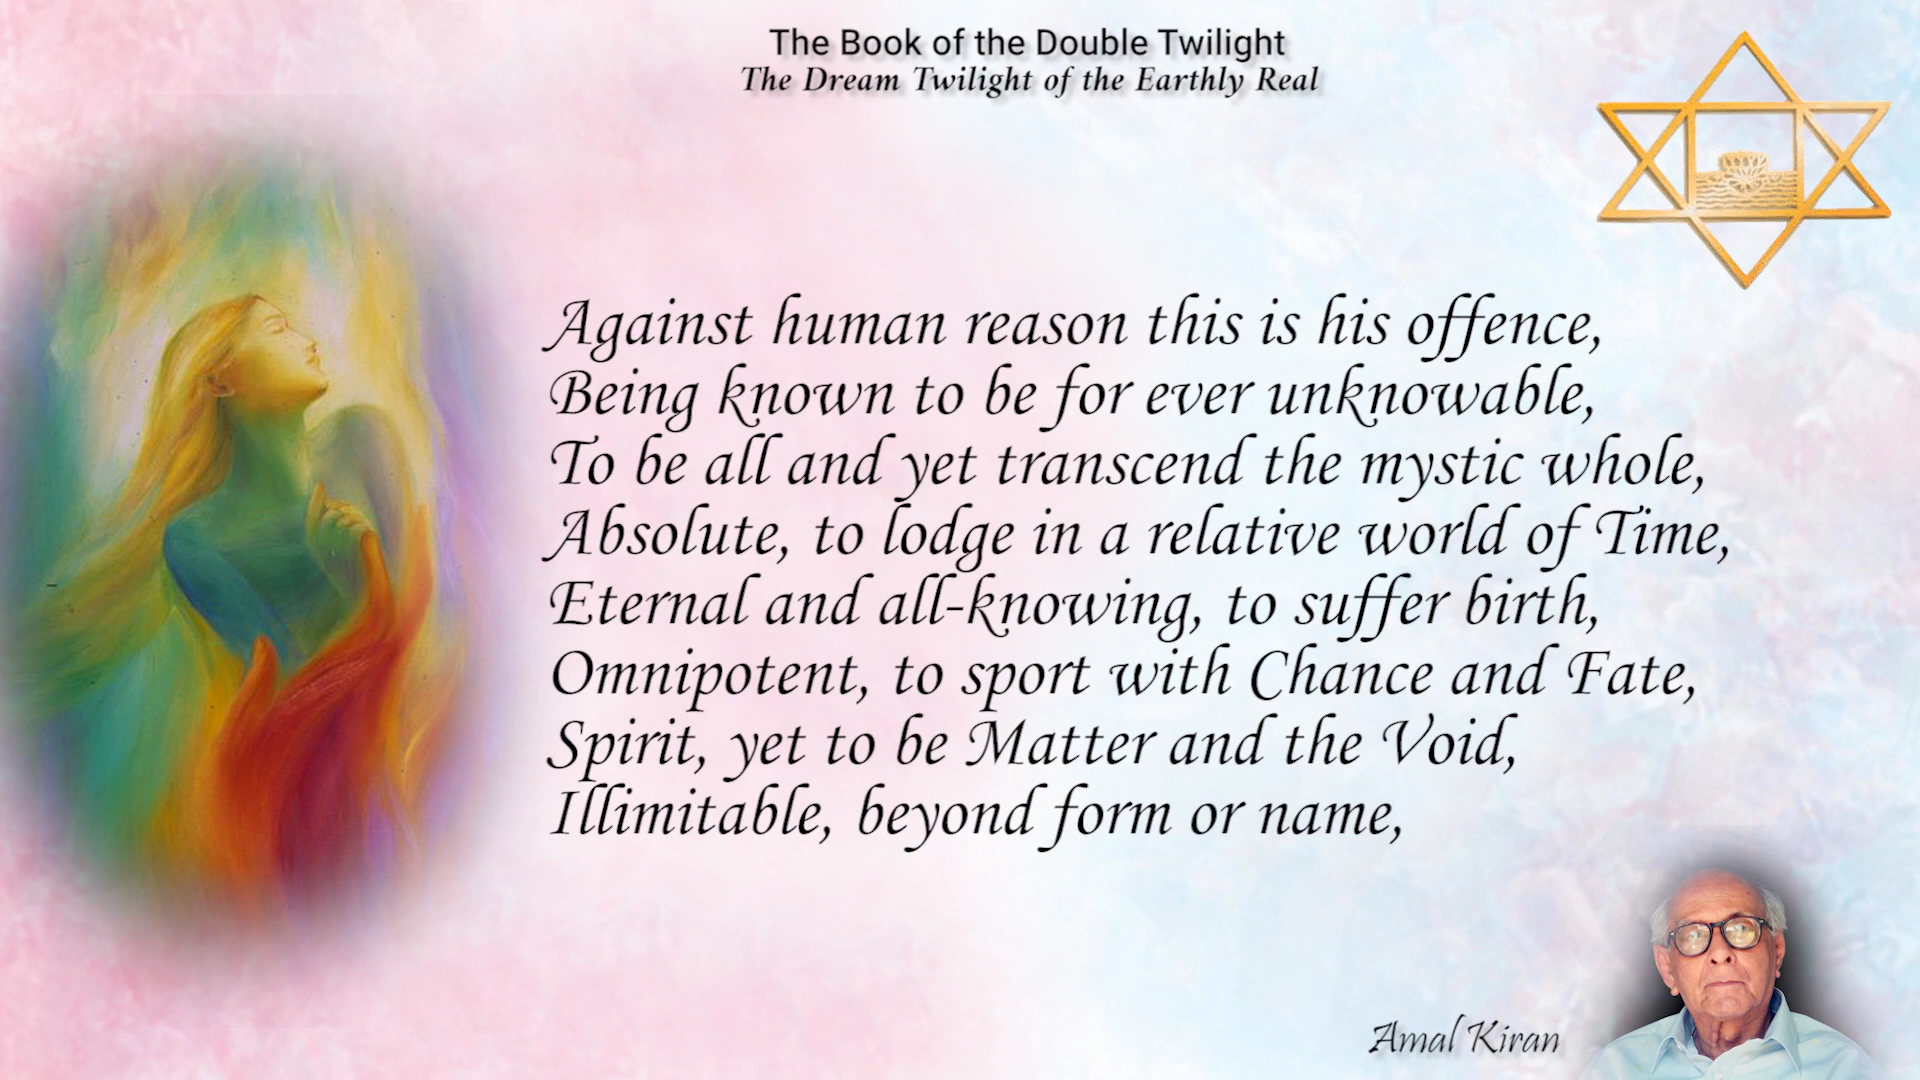 The Book of the Double Twilight
The Dream Twilight of the Earthly Real
Against human reason this is his offence,
Being known to be for ever unknowable,
To be all and yet transcend the mystic whole,
Absolute, to lodge in a relative world of Time,
Eternal and all-knowing, to suffer birth,
Omnipotent, to sport with Chance and Fate,
Spirit, yet to be Matter and the Void,
Illimitable, beyond form or name,
Amal Kiran